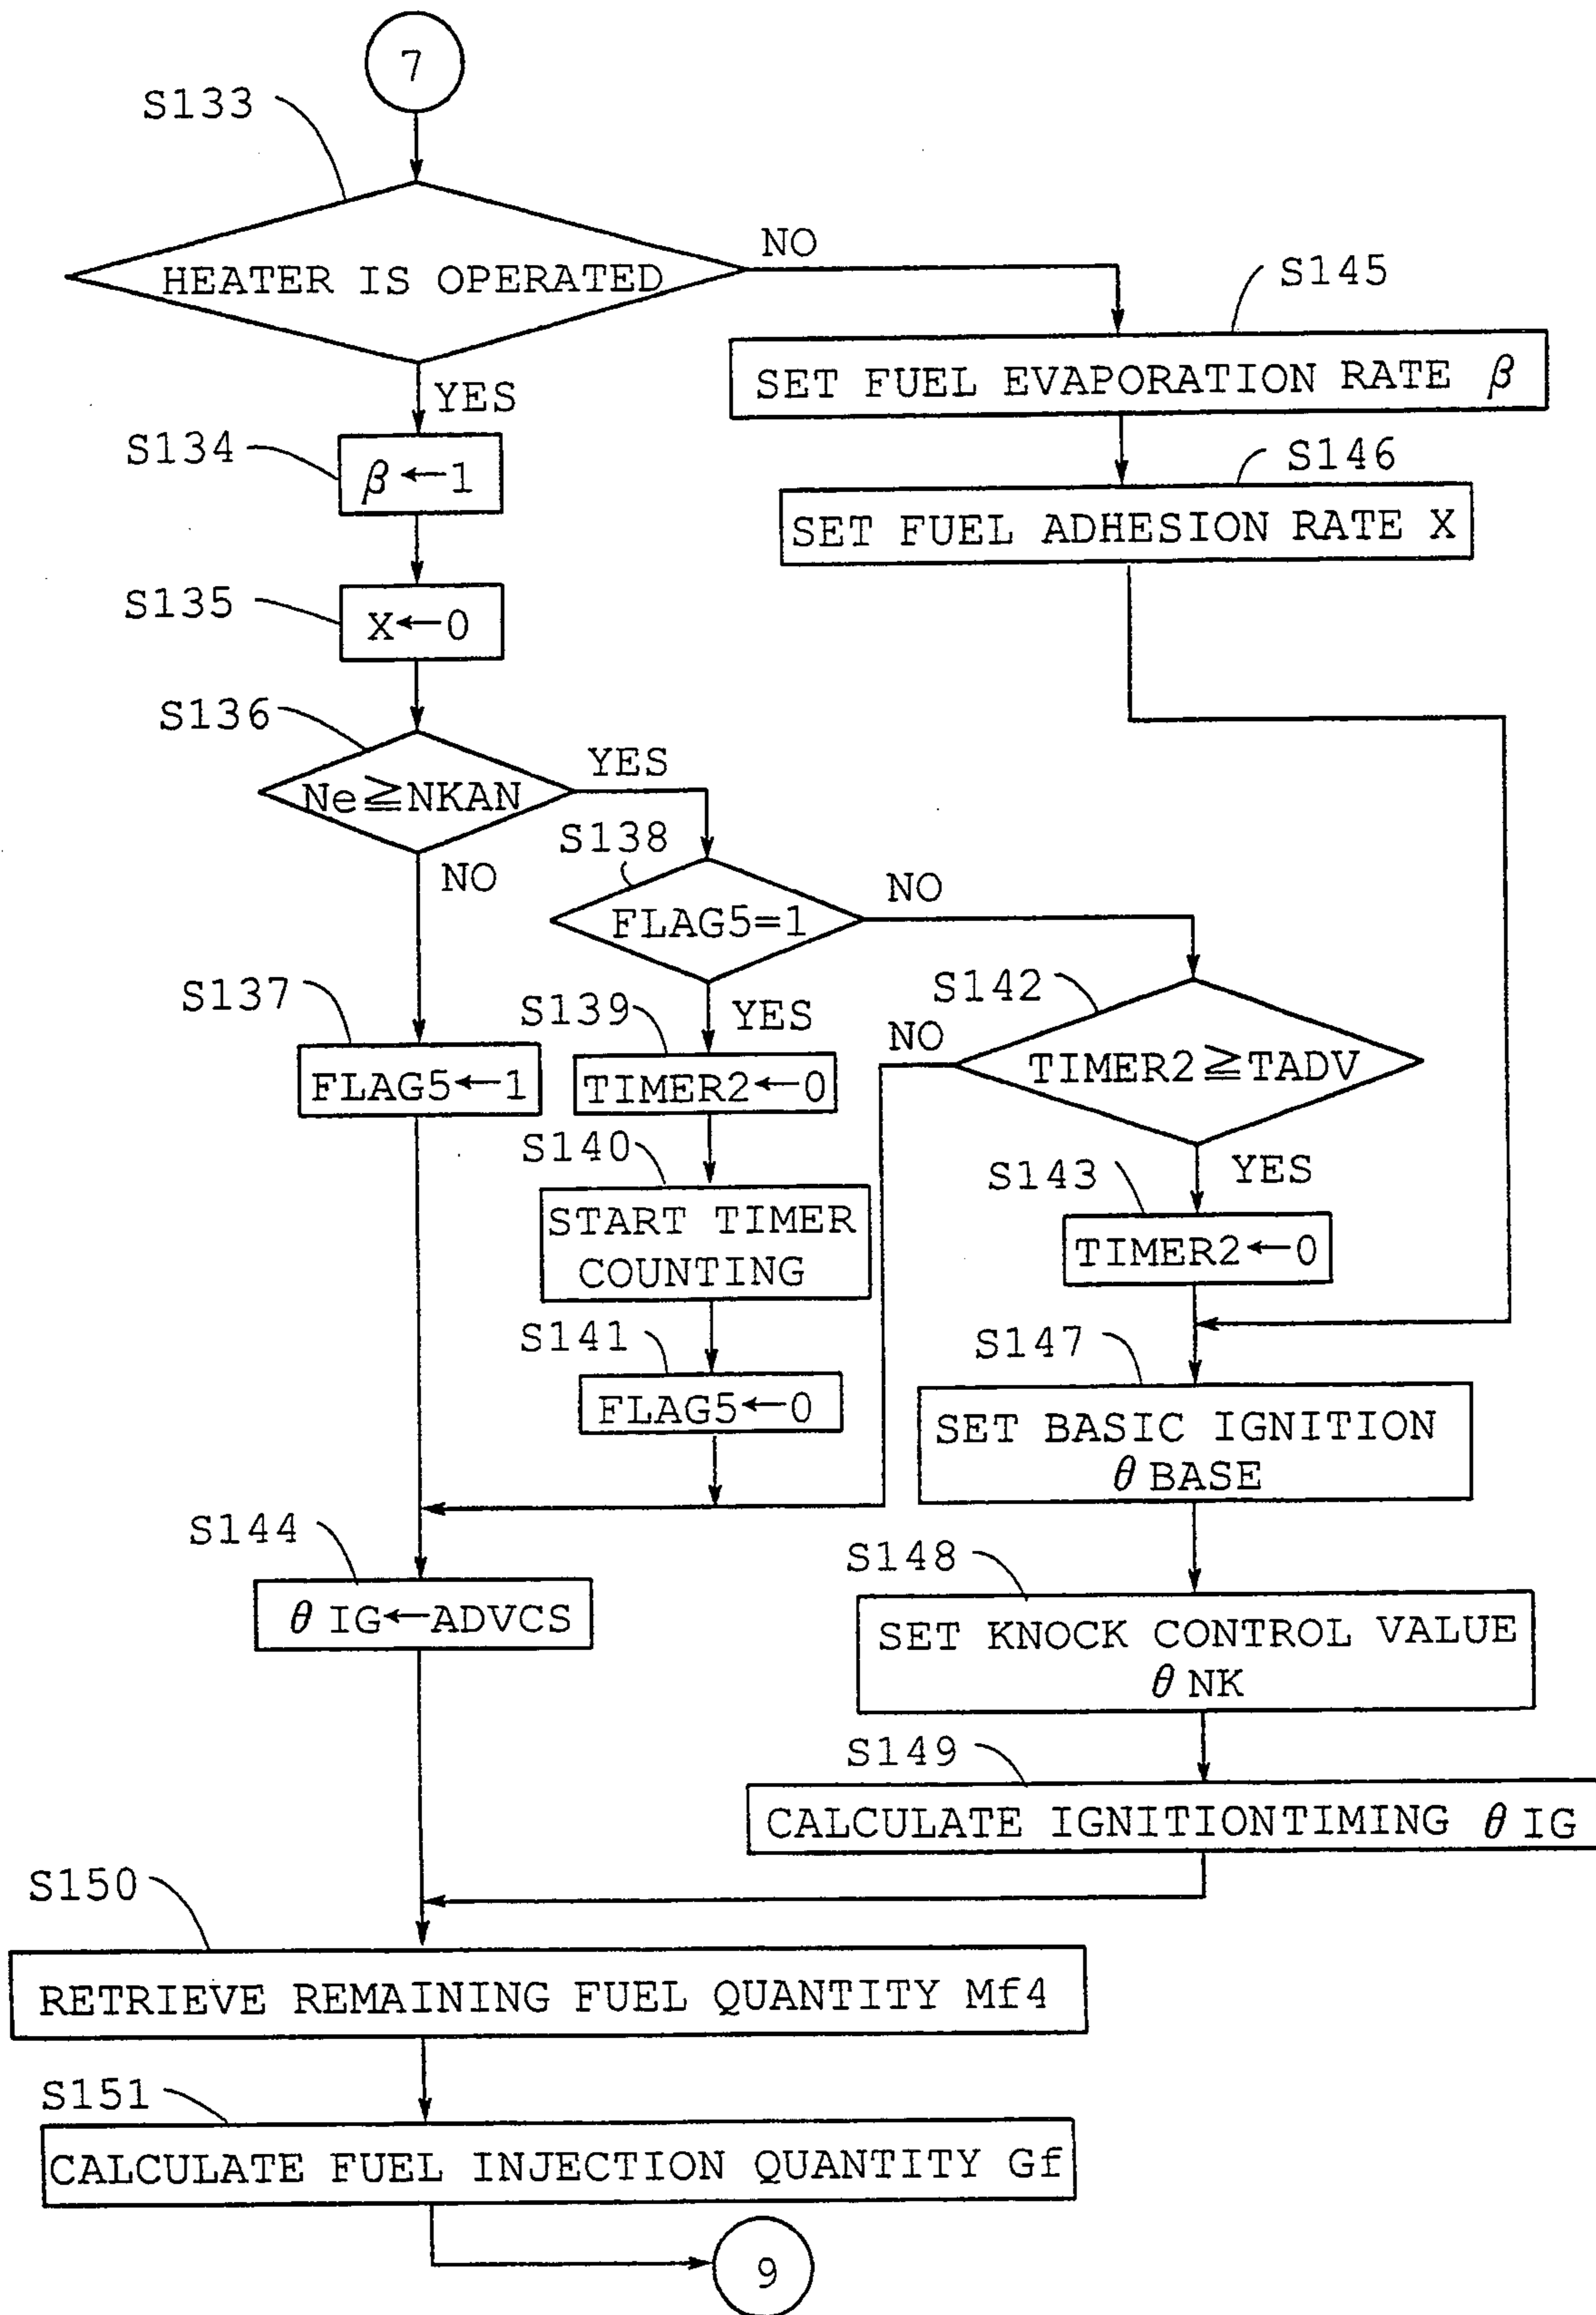 7
S133
HEATER IS OPERATED
NO
YES
S145
SET FUEL EVAPORATION RATE β
S134
β←1
S146
SET FUEL ADHESION RATE X
S135
X←0
S136
Ne≧NKAN
YES
NO
S138
FLAG5=1
NO
YES
S137
FLAG5←1
S139
TIMER2←0
S142
TIMER2≧TADV
NO
YES
S140
START TIMER
COUNTING
S143
TIMER2←0
S141
FLAG5←0
S147
SET BASIC IGNITION
θ BASE
S144
θ IG←ADVCS
S148
SET KNOCK CONTROL VALUE
θ NK
S149
CALCULATE IGNITIONTIMING θ IG
S150
RETRIEVE REMAINING FUEL QUANTITY Mf4
S151
CALCULATE FUEL INJECTION QUANTITY Gf
9